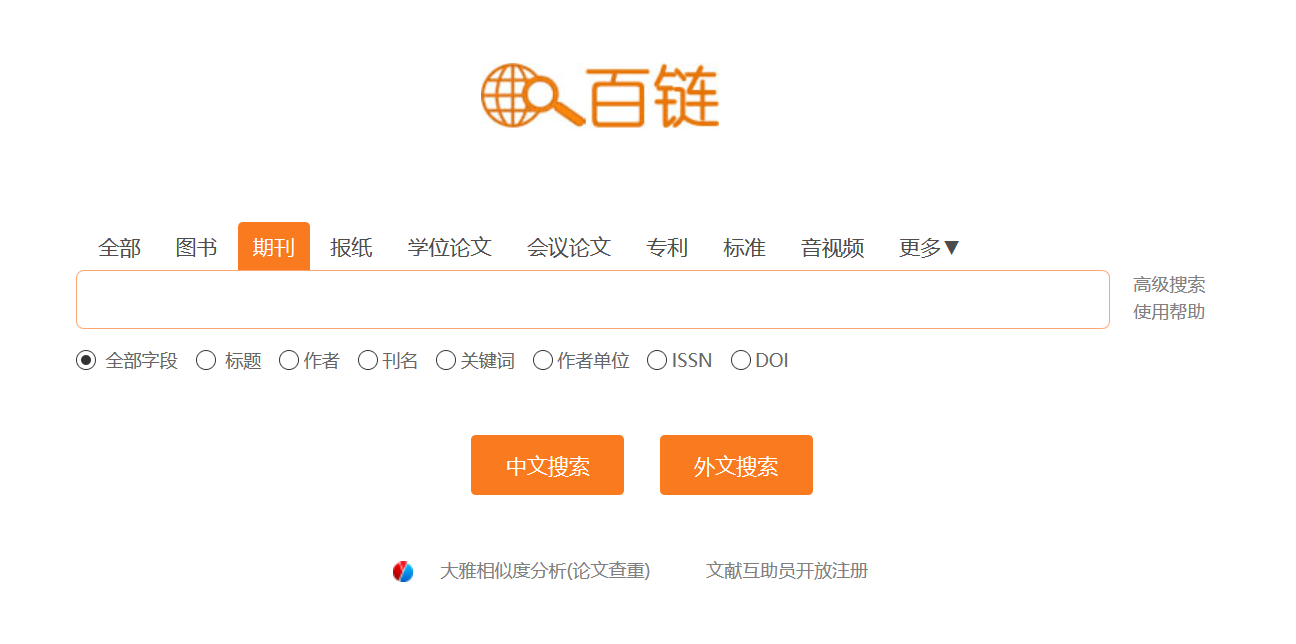 百链
全部 图书 期刊 报纸 学位论文 会议论文 专利 标准 音视频 更多▼
高级搜索
使用帮助
全部字段 标题 作者 刊名 关键词 作者单位 ISSN DOI
中文搜索 外文搜索
大雅相似度分析(论文查重) 文献互助员开放注册